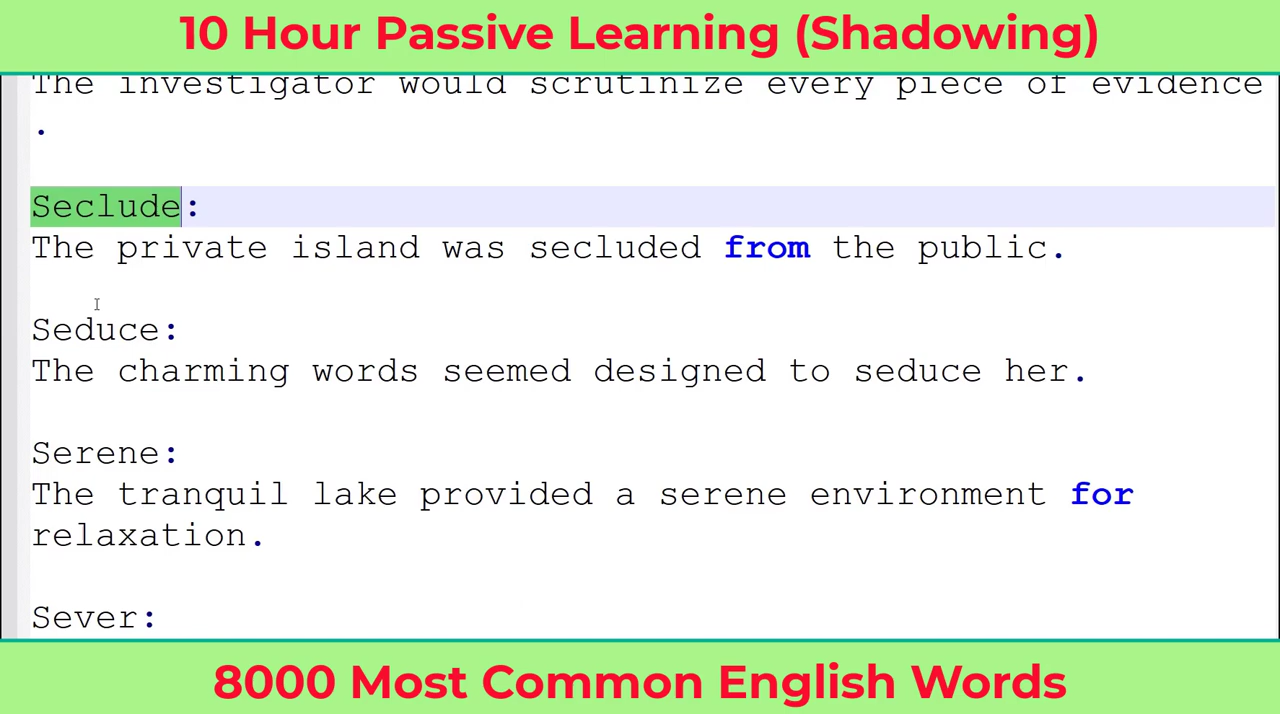 10 Hour Passive Learning (Shadowing)
The investigator would scrutinize every piece of evidence
.
Seclude:
The private island was secluded from the public.
Seduce:
The charming words seemed designed to seduce her.
Serene:
The tranquil lake provided a serene environment for
relaxation.
Sever:
8000 Most Common English Words